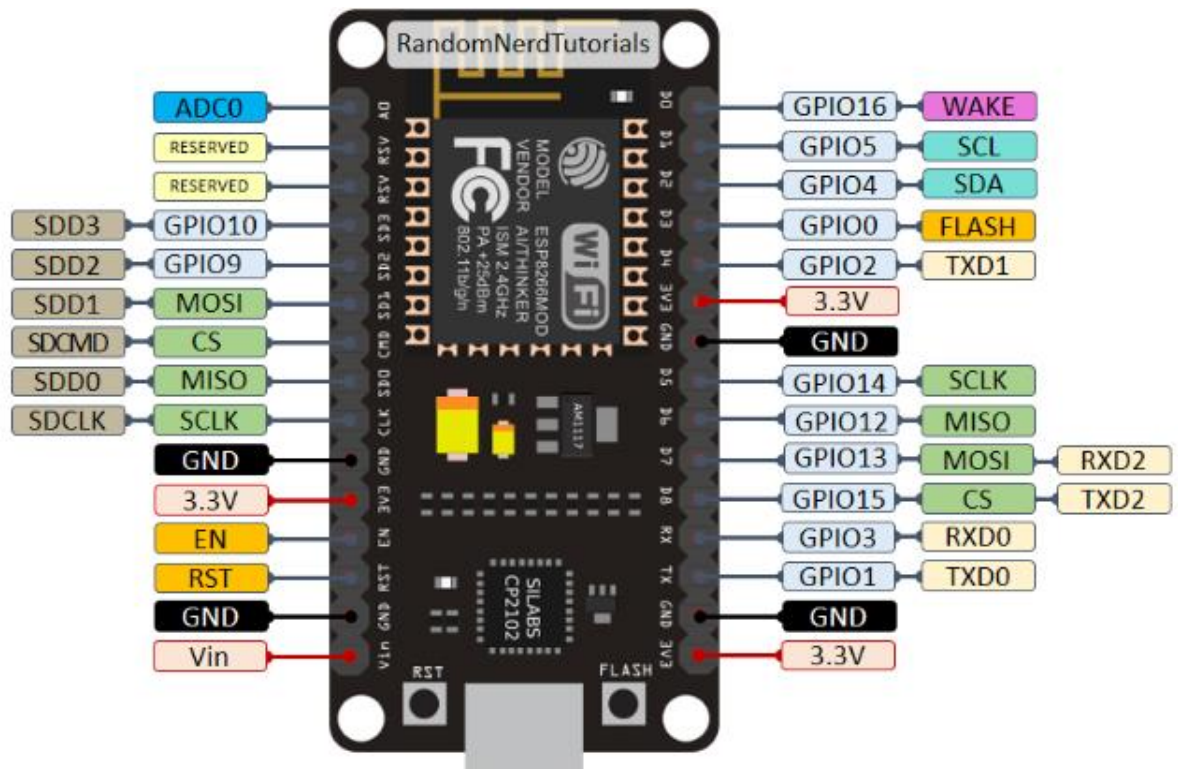 RandomNerdTutorials
ADC0 A0 D0 GPIO16 WAKE
RESERVED RSV D1 GPIO5 SCL
RESERVED RSV D2 GPIO4 SDA
SDD3 GPIO10 SD3 D3 GPIO0 FLASH
SDD2 GPIO9 SD2 D4 GPIO2 TXD1
SDD1 MOSI SD1 3V3 3.3V
SDCMD CS CMD GND GND
SDD0 MISO SD0 D5 GPIO14 SCLK
SDCLK SCLK CLK D6 GPIO12 MISO
GND GND D7 GPIO13 MOSI RXD2
3.3V 3V3 D8 GPIO15 CS TXD2
EN EN RX GPIO3 RXD0
RST RST TX GPIO1 TXD0
GND GND GND GND
Vin Vin 3V3 3.3V
MODEL ESP8266MOD
VENDOR AI/THINKER
ISM 2.4GHz
PA +25dBm
802.11b/g/n
FC
WiFi
AM1117
SILABS
CP2102
RST FLASH